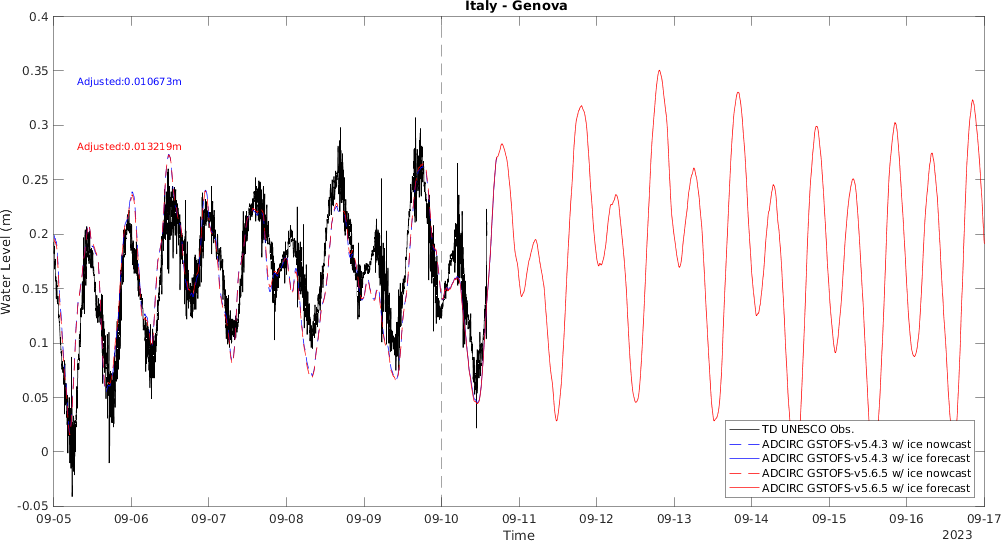 Italy - Genova
0.4
0.35
0.3
0.25
0.2
0.15
0.1
0.05
0
-0.05
Water Level (m)
Adjusted:0.010673m
Adjusted:0.013219m
TD UNESCO Obs.
ADCIRC GSTOFS-v5.4.3 w/ ice nowcast
ADCIRC GSTOFS-v5.4.3 w/ ice forecast
ADCIRC GSTOFS-v5.6.5 w/ ice nowcast
ADCIRC GSTOFS-v5.6.5 w/ ice forecast
09-05 09-06 09-07 09-08 09-09 09-10 09-11 09-12 09-13 09-14 09-15 09-16 09-17
Time
2023